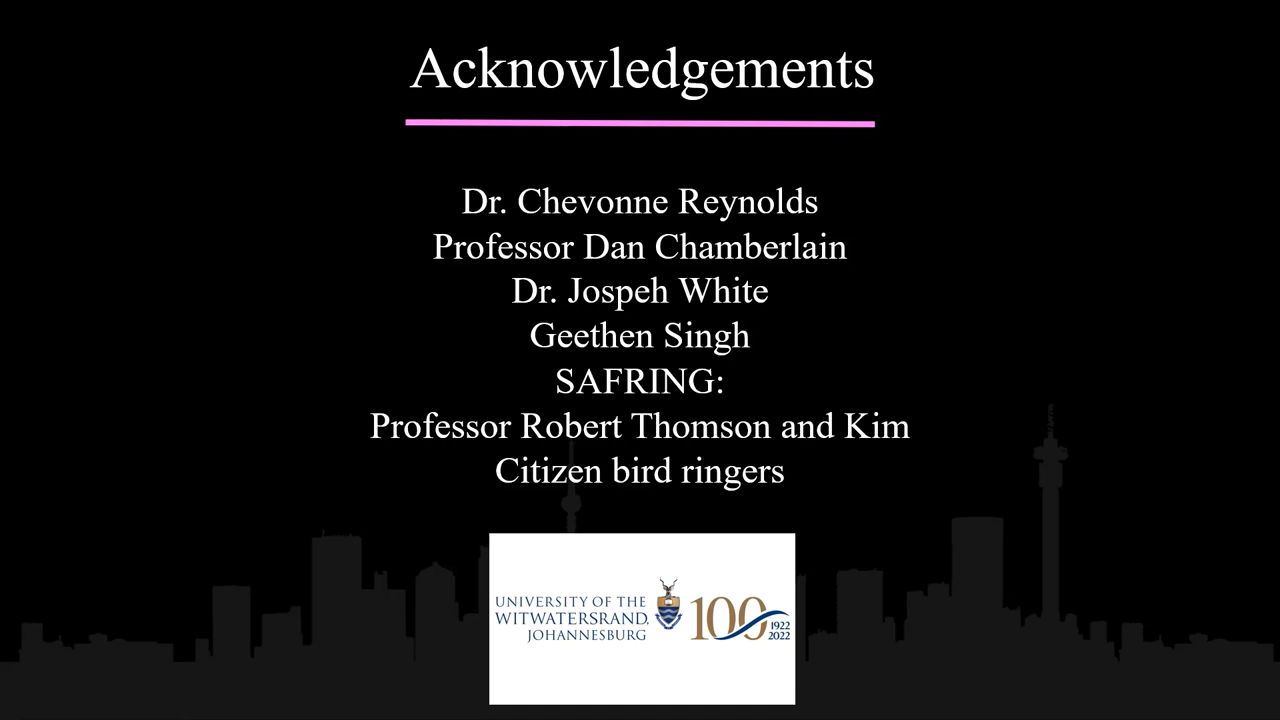 Acknowledgements
Dr. Chevonne Reynolds
Professor Dan Chamberlain
Dr. Jospeh White
Geethen Singh
SAFRING:
Professor Robert Thomson and Kim
Citizen bird ringers
UNIVERSITY OF THE
WITWATERSRAND,
JOHANNESBURG
100
1922
2022